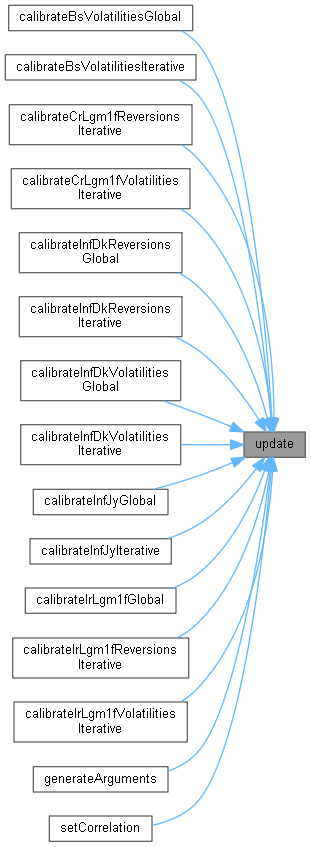 calibrateBsVolatilitiesGlobal
calibrateBsVolatilitiesIterative
calibrateCrLgm1fReversions
Iterative
calibrateCrLgm1fVolatilities
Iterative
calibrateInfDkReversions
Global
calibrateInfDkReversions
Iterative
calibrateInfDkVolatilities
Global
calibrateInfDkVolatilities
Iterative
update
calibrateInfJyGlobal
calibrateInfJyIterative
calibrateIrLgm1fGlobal
calibrateIrLgm1fReversions
Iterative
calibrateIrLgm1fVolatilities
Iterative
generateArguments
setCorrelation